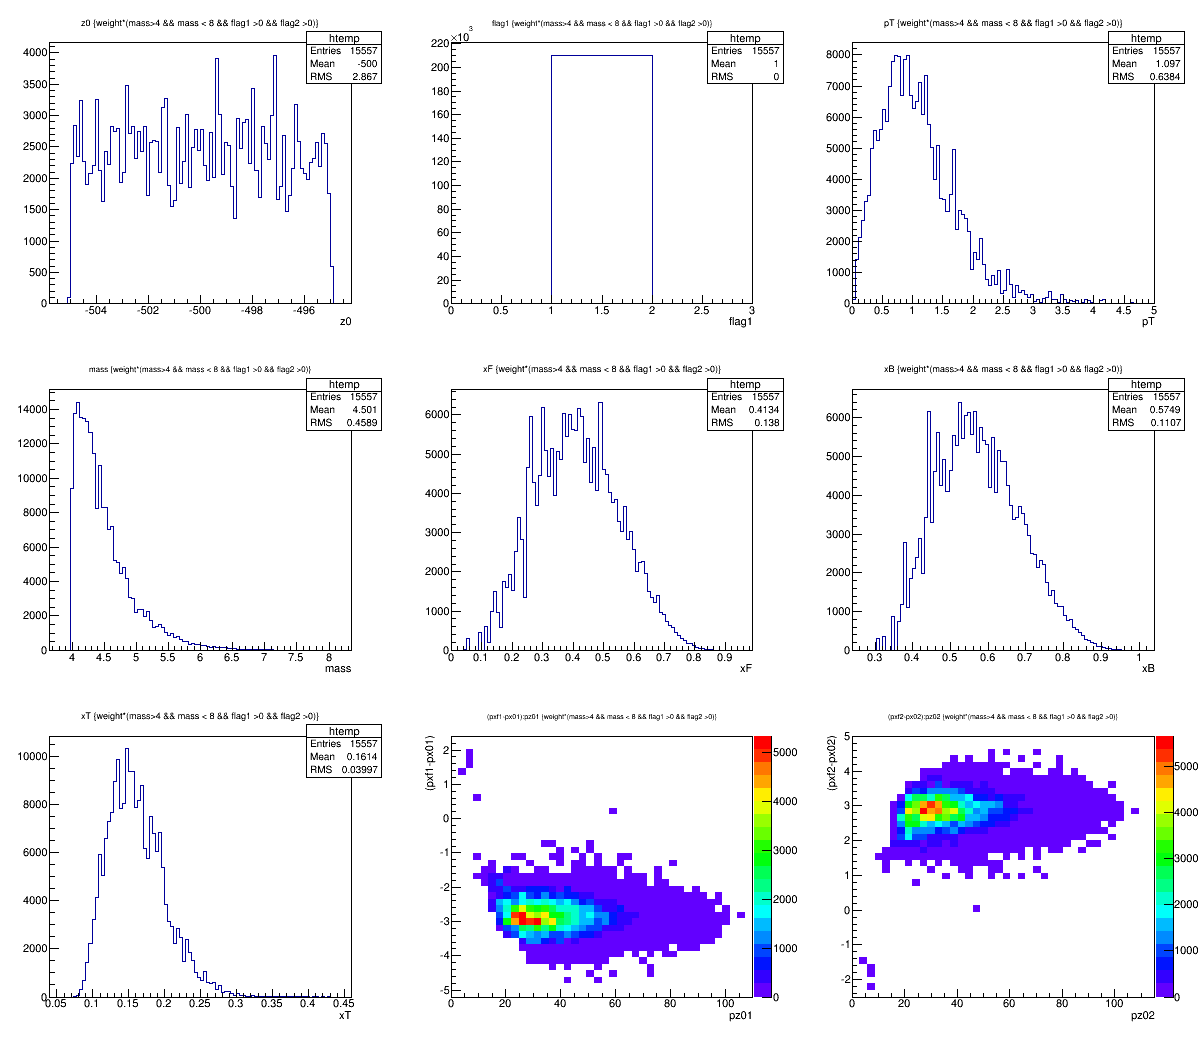 z0 {weight*(mass>4 && mass < 8 && flag1 >0 && flag2 >0)}
htemp
Entries 15557
Mean -500
RMS 2.867
4000
3500
3000
2500
2000
1500
1000
500
0
-504 -502 -500 -498 -496
z0
flag1 {weight*(mass>4 && mass < 8 && flag1 >0 && flag2 >0)}
×10³
htemp
Entries 15557
Mean 1
RMS 0
220
200
180
160
140
120
100
80
60
40
20
0
0 0.5 1 1.5 2 2.5 3
flag1
pT {weight*(mass>4 && mass < 8 && flag1 >0 && flag2 >0)}
htemp
Entries 15557
Mean 1.097
RMS 0.6384
8000
7000
6000
5000
4000
3000
2000
1000
0
0 0.5 1 1.5 2 2.5 3 3.5 4 4.5 5
pT
mass {weight*(mass>4 && mass < 8 && flag1 >0 && flag2 >0)}
htemp
Entries 15557
Mean 4.501
RMS 0.4589
14000
12000
10000
8000
6000
4000
2000
0
4 4.5 5 5.5 6 6.5 7 7.5 8
mass
xF {weight*(mass>4 && mass < 8 && flag1 >0 && flag2 >0)}
htemp
Entries 15557
Mean 0.4134
RMS 0.138
6000
5000
4000
3000
2000
1000
0
0 0.1 0.2 0.3 0.4 0.5 0.6 0.7 0.8 0.9
xF
xB {weight*(mass>4 && mass < 8 && flag1 >0 && flag2 >0)}
htemp
Entries 15557
Mean 0.5749
RMS 0.1107
6000
5000
4000
3000
2000
1000
0
0.3 0.4 0.5 0.6 0.7 0.8 0.9 1
xB
xT {weight*(mass>4 && mass < 8 && flag1 >0 && flag2 >0)}
htemp
Entries 15557
Mean 0.1614
RMS 0.03997
10000
8000
6000
4000
2000
0
0.05 0.1 0.15 0.2 0.25 0.3 0.35 0.4 0.45
xT
(pxf1-px01):pz01 {weight*(mass>4 && mass < 8 && flag1 >0 && flag2 >0)}
(pxf1-px01)
2
1
0
-1
-2
-3
-4
-5
0 20 40 60 80 100
pz01
5000
4000
3000
2000
1000
0
(pxf2-px02):pz02 {weight*(mass>4 && mass < 8 && flag1 >0 && flag2 >0)}
(pxf2-px02)
5
4
3
2
1
0
-1
-2
0 20 40 60 80 100
pz02
5000
4000
3000
2000
1000
0